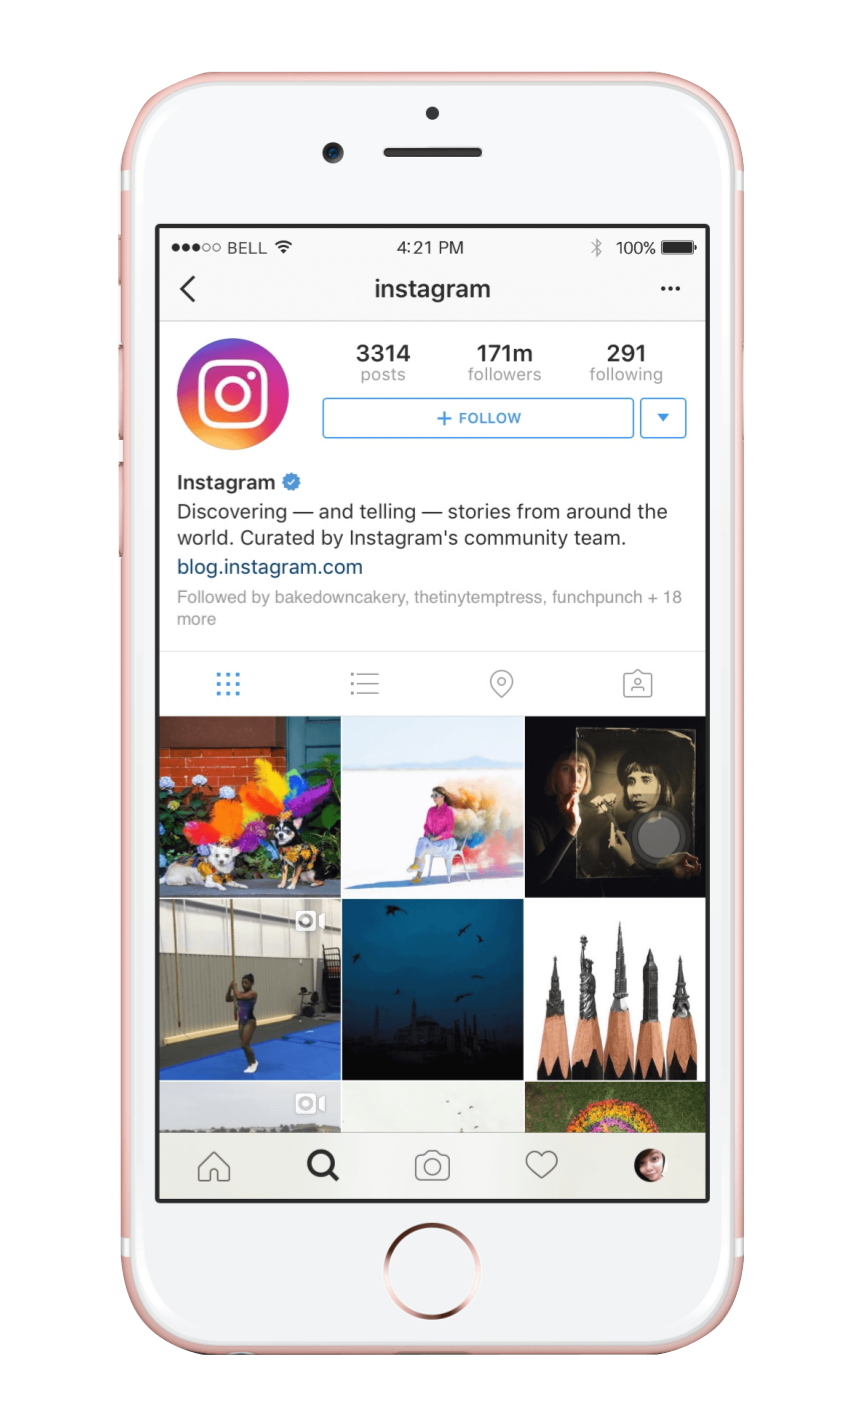 BELL 4:21 PM 100%
instagram
3314 171m 291
posts followers following
+ FOLLOW
Instagram
Discovering — and telling — stories from around the
world. Curated by Instagram's community team.
blog.instagram.com
Followed by bakedowncakery, thetinytemptress, funchpunch + 18
more